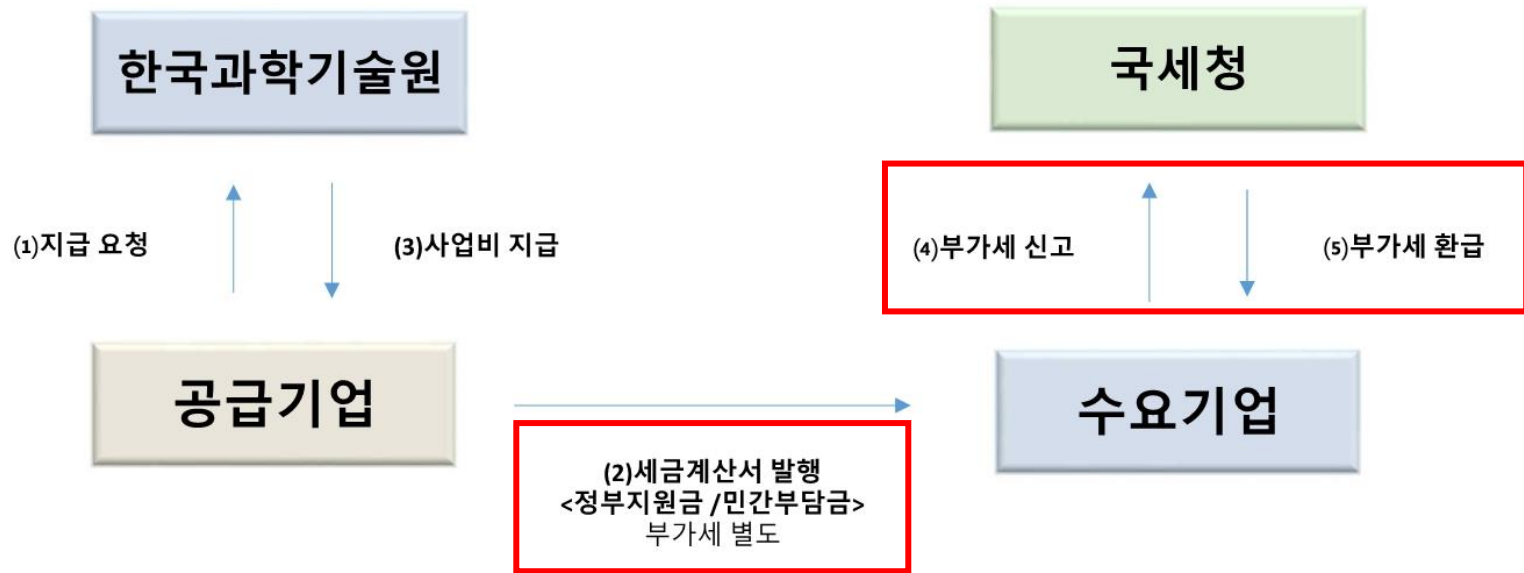 한국과학기술원
국세청
(1)지급 요청
(3)사업비 지급
(4)부가세 신고
(5)부가세 환급
공급기업
수요기업
(2)세금계산서 발행
<정부지원금 /민간부담금>
부가세 별도